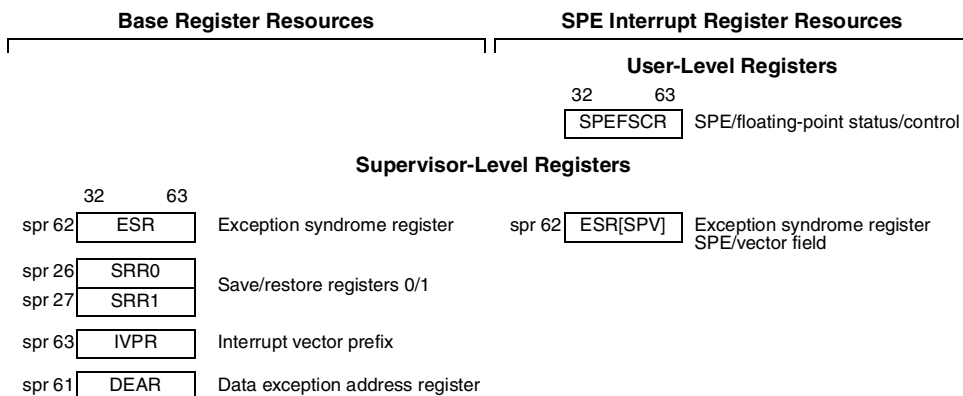 Base Register Resources
SPE Interrupt Register Resources
User-Level Registers
32 63
SPEFSCR SPE/floating-point status/control
Supervisor-Level Registers
32 63
spr 62 ESR Exception syndrome register
spr 62 ESR[SPV] Exception syndrome register
SPE/vector field
spr 26 SRR0
Save/restore registers 0/1
spr 27 SRR1
spr 63 IVPR Interrupt vector prefix
spr 61 DEAR Data exception address register